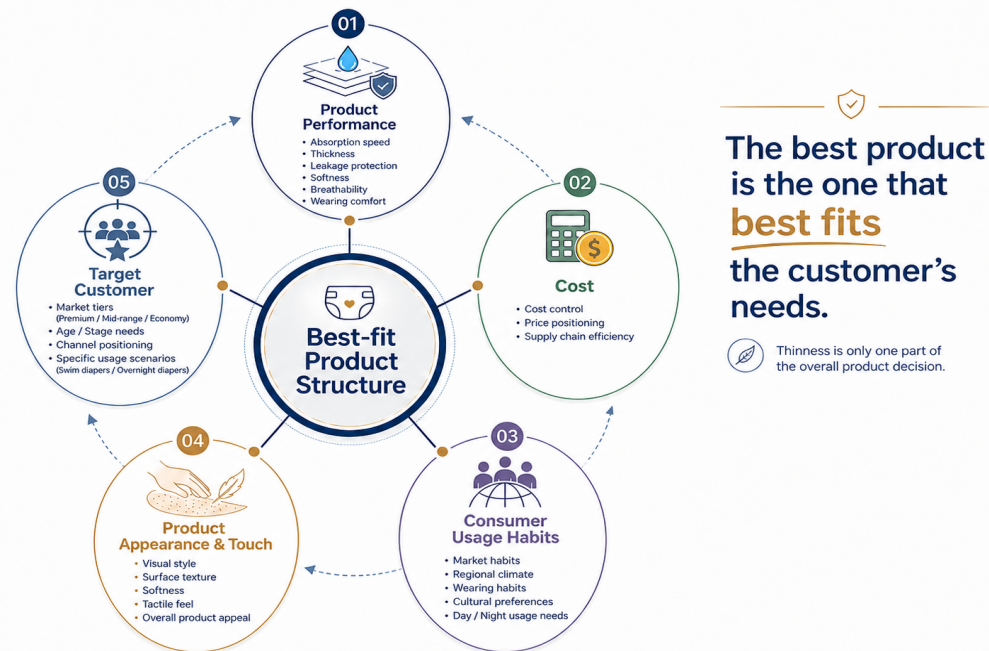 01
Product
Performance
• Absorption speed
• Thickness
• Leakage protection
• Softness
• Breathability
• Wearing comfort
02
$
Cost
• Cost control
• Price positioning
• Supply chain efficiency
03
Consumer
Usage Habits
• Market habits
• Regional climate
• Wearing habits
• Cultural preferences
• Day / Night usage needs
04
Product
Appearance & Touch
• Visual style
• Surface texture
• Softness
• Tactile feel
• Overall product appeal
05
Target
Customer
• Market tiers
(Premium / Mid-range / Economy)
• Age / Stage needs
• Channel positioning
• Specific usage scenarios
(Swim diapers / Overnight diapers)
Best-fit
Product
Structure
The best product
is the one that
best fits
the customer’s
needs.
Thinness is only one part of
the overall product decision.